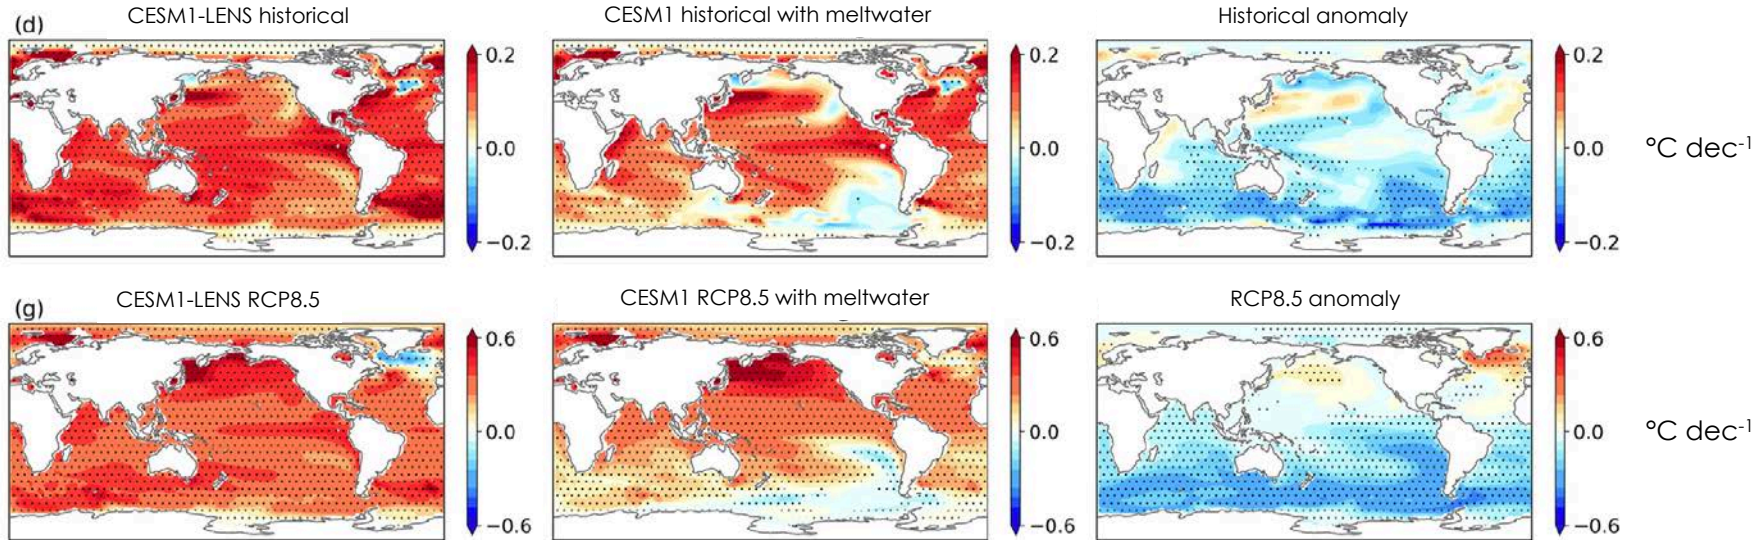 (d)
CESM1-LENS historical
CESM1 historical with meltwater
Historical anomaly
0.2
0.0
−0.2
0.2
0.0
−0.2
0.2
0.0
−0.2
°C dec-1
(g)
CESM1-LENS RCP8.5
CESM1 RCP8.5 with meltwater
RCP8.5 anomaly
0.6
0.0
−0.6
0.6
0.0
−0.6
0.6
0.0
−0.6
°C dec-1